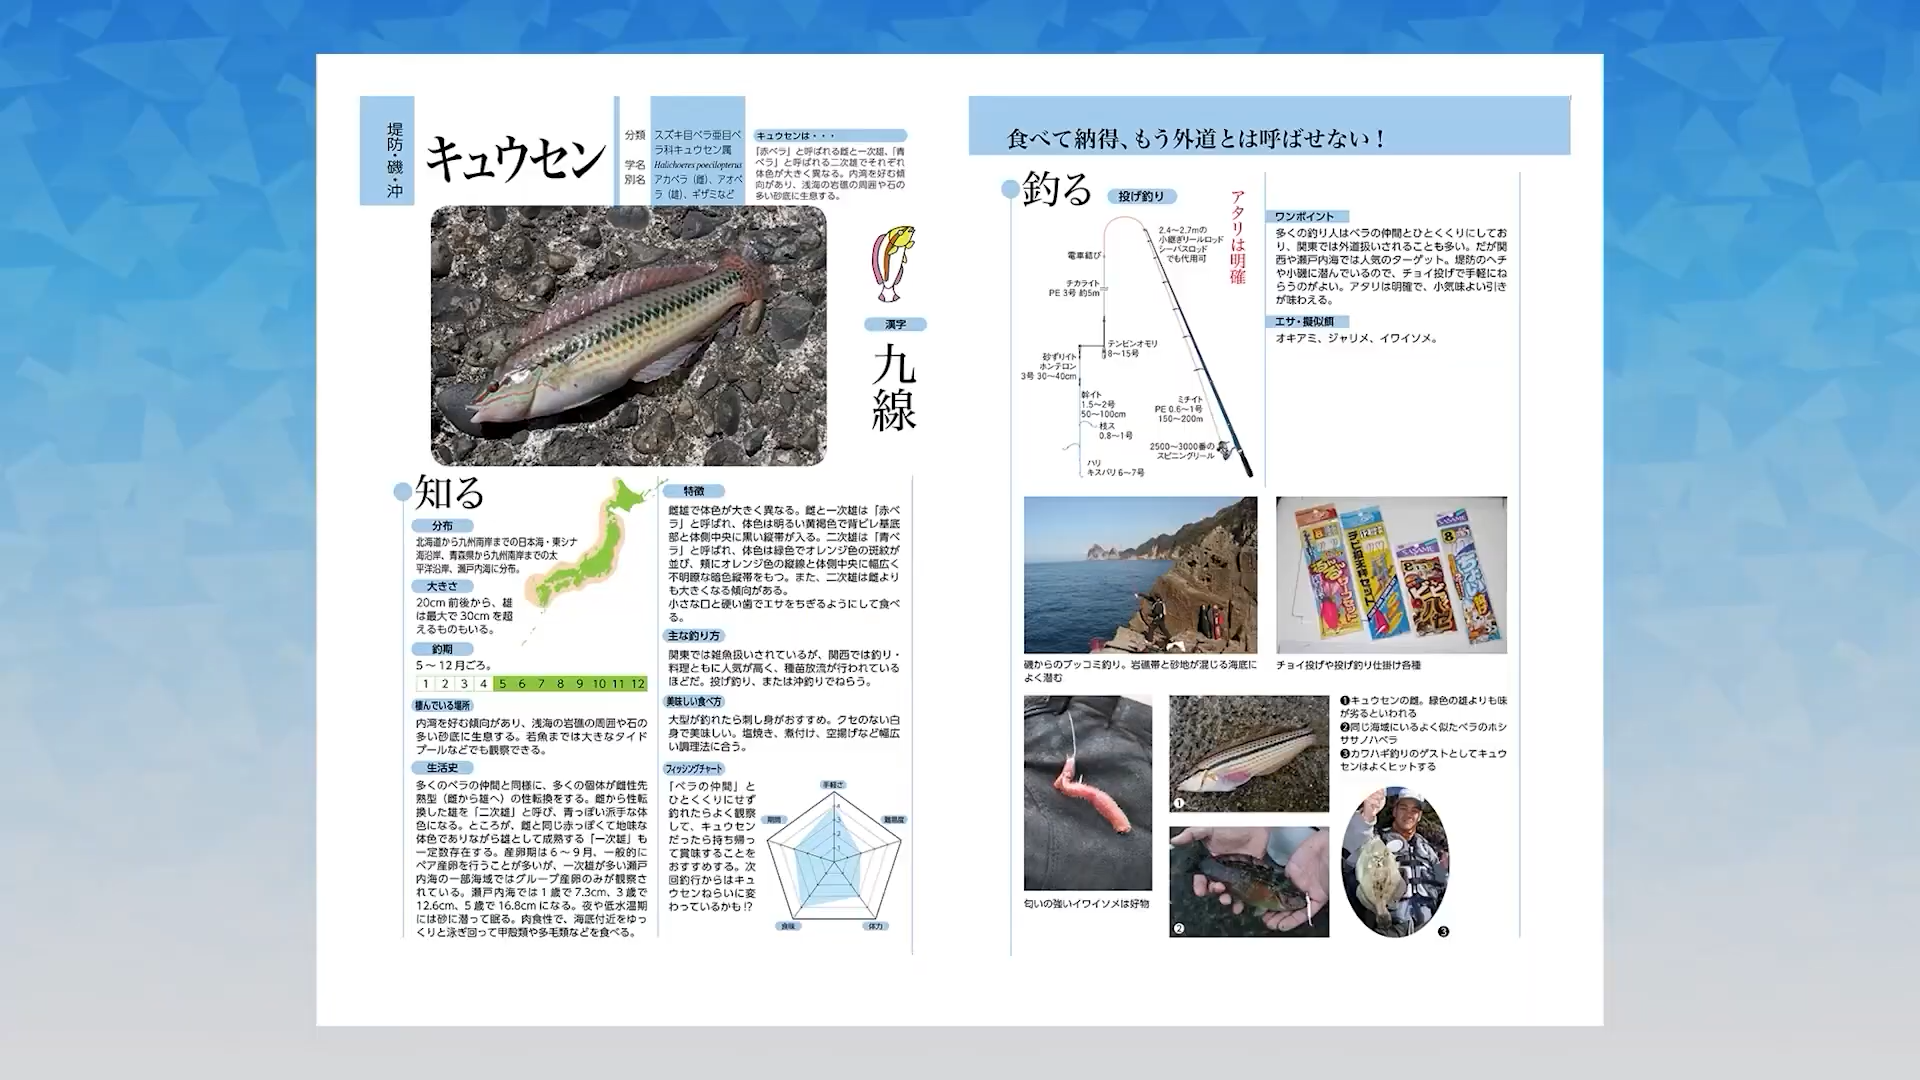 堤防・磯・沖
キュウセン
分類
スズキ目ベラ亜目ベ
ラ科キュウセン属
学名
Halichoeres poecilopterus
別名
アカベラ（雌）、アオベ
ラ（雄）、ギザミなど
キュウセンは・・・
「赤ベラ」と呼ばれる雌と一次雄、「青
ベラ」と呼ばれる二次雄でそれぞれ
体色が大きく異なる。内湾を好む傾
向があり、浅海の岩礁の周囲や石の
多い砂底に生息する。
漢字
九線
知る
分布
北海道から九州南岸までの日本海・東シナ
海沿岸、青森県から九州南岸までの太
平洋沿岸、瀬戸内海に分布。
大きさ
20cm 前後から、雄
は最大で 30cm を超
えるものもいる。
釣期
5～12月ごろ。
1 2 3 4 5 6 7 8 9 10 11 12
棲んでいる場所
内湾を好む傾向があり、浅海の岩礁の周囲や石の
多い砂底に生息する。若魚までは大きなタイド
プールなどでも観察できる。
生活史
多くのベラの仲間と同様に、多くの個体が雌性先
熟型（雌から雄へ）の性転換をする。雌から性転
換した雄を「二次雄」と呼び、青っぽい派手な体
色になる。ところが、雌と同じ赤っぽくて地味な
体色でありながら雄として成熟する「一次雄」も
一定数存在する。産卵期は6～9月、一般的に
ペア産卵を行うことが多いが、一次雄が多い瀬戸
内海の一部海域ではグループ産卵のみが観察さ
れている。瀬戸内海では1歳で7.3cm、3歳で
12.6cm、5歳で16.8cmになる。夜や低水温期
には砂に潜って眠る。肉食性で、海底付近をゆっ
くりと泳ぎ回って甲殻類や多毛類などを食べる。
特徴
雌雄で体色が大きく異なる。雌と一次雄は「赤ベ
ラ」と呼ばれ、体色は明るい黄褐色で背ビレ基底
部と体側中央に黒い縦帯が入る。二次雄は「青ベ
ラ」と呼ばれ、体色は緑色でオレンジ色の斑紋が
並び、頬にオレンジ色の縦線と体側中央に幅広く
不明瞭な暗色縦帯をもつ。また、二次雄は雌より
も大きくなる傾向がある。
小さな口と硬い歯でエサをちぎるようにして食べ
る。
主な釣り方
関東では雑魚扱いされているが、関西では釣り・
料理ともに人気が高く、種苗放流が行われている
ほどだ。投げ釣り、または沖釣りでねらう。
美味しい食べ方
大型が釣れたら刺し身がおすすめ。クセのない白
身で美味しい。塩焼き、煮付け、空揚げなど幅広
い調理法に合う。
フィッシングチャート
「ベラの仲間」と
ひとくくりにせず
釣れたらよく観察
して、キュウセン
だったら持ち帰っ
て賞味することを
おすすめする。次
回釣行からはキュ
ウセンねらいに変
わっているかも!?
手軽さ
難易度
体力
食味
期間
食べて納得、もう外道とは呼ばせない！
釣る
投げ釣り
アタリは明確
2.4～2.7mの
小継ぎリールロッド
シーバスロッド
でも代用可
電車結び
チカライト
PE 3号 約5m
テンビンオモリ
8～15号
砂ずりイト
ホンテロン
3号 30～40cm
幹イト
1.5～2号
50～100cm
枝ス
0.8～1号
ハリ
キスバリ 6～7号
ミチイト
PE 0.6～1号
150～200m
2500～3000番の
スピニングリール
ワンポイント
多くの釣り人はベラの仲間とひとくくりにしてお
り、関東では外道扱いされることも多い。だが関
西や瀬戸内海では人気のターゲット。堤防のヘチ
や小磯に潜んでいるので、チョイ投げで手軽にね
らうのがよい。アタリは明確で、小気味よい引き
が味わえる。
エサ・擬似餌
オキアミ、ジャリメ、イワイソメ。
磯からのブッコミ釣り。岩礁帯と砂地が混じる海底に
よく潜む
チョイ投げや投げ釣り仕掛け各種
匂いの強いイワイソメは好物
❶キュウセンの雌。緑色の雄よりも味
が劣るといわれる
❷同じ海域にいるよく似たベラのホシ
ササノハベラ
❸カワハギ釣りのゲストとしてキュウ
センはよくヒットする
❶
❷
❸